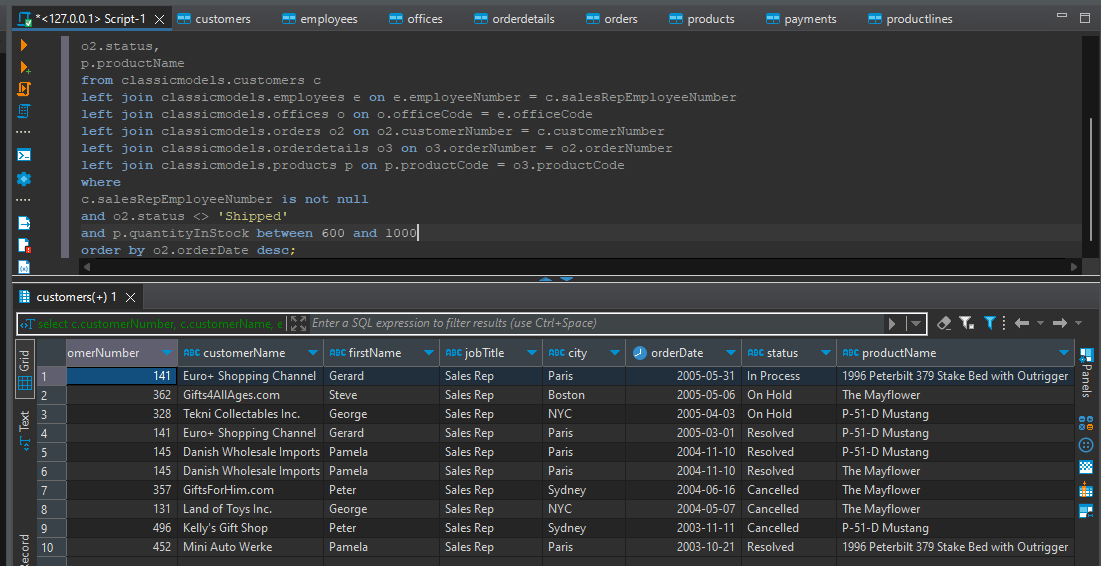 *<127.0.0.1> Script-1 customers employees offices orderdetails orders products payments productlines
o2.status,
p.productName
from classicmodels.customers c
left join classicmodels.employees e on e.employeeNumber = c.salesRepEmployeeNumber
left join classicmodels.offices o on o.officeCode = e.officeCode
left join classicmodels.orders o2 on o2.customerNumber = c.customerNumber
left join classicmodels.orderdetails o3 on o3.orderNumber = o2.orderNumber
left join classicmodels.products p on p.productCode = o3.productCode
where
c.salesRepEmployeeNumber is not null
and o2.status <> 'Shipped'
and p.quantityInStock between 600 and 1000
order by o2.orderDate desc;
customers(+) 1
select c.customerNumber, c.customerName, e Enter a SQL expression to filter results (use Ctrl+Space)
Grid
Text
ecord
omerNumber ABC customerName ABC firstName ABC jobTitle ABC city orderDate ABC status ABC productName
1 141 Euro+ Shopping Channel Gerard Sales Rep Paris 2005-05-31 In Process 1996 Peterbilt 379 Stake Bed with Outrigger
2 362 Gifts4AllAges.com Steve Sales Rep Boston 2005-05-06 On Hold The Mayflower
3 328 Tekni Collectables Inc. George Sales Rep NYC 2005-04-03 On Hold P-51-D Mustang
4 141 Euro+ Shopping Channel Gerard Sales Rep Paris 2005-03-01 Resolved P-51-D Mustang
5 145 Danish Wholesale Imports Pamela Sales Rep Paris 2004-11-10 Resolved P-51-D Mustang
6 145 Danish Wholesale Imports Pamela Sales Rep Paris 2004-11-10 Resolved The Mayflower
7 357 GiftsForHim.com Peter Sales Rep Sydney 2004-06-16 Cancelled The Mayflower
8 131 Land of Toys Inc. George Sales Rep NYC 2004-05-07 Cancelled The Mayflower
9 496 Kelly's Gift Shop Peter Sales Rep Sydney 2003-11-11 Cancelled P-51-D Mustang
10 452 Mini Auto Werke Pamela Sales Rep Paris 2003-10-21 Resolved 1996 Peterbilt 379 Stake Bed with Outrigger
Panels